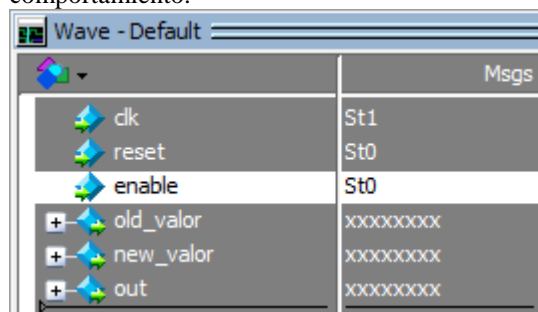 comportamiento.
Wave - Default
Msgs
clk St1
reset St0
enable St0
old_valor xxxxxxxx
new_valor xxxxxxxx
out xxxxxxxx